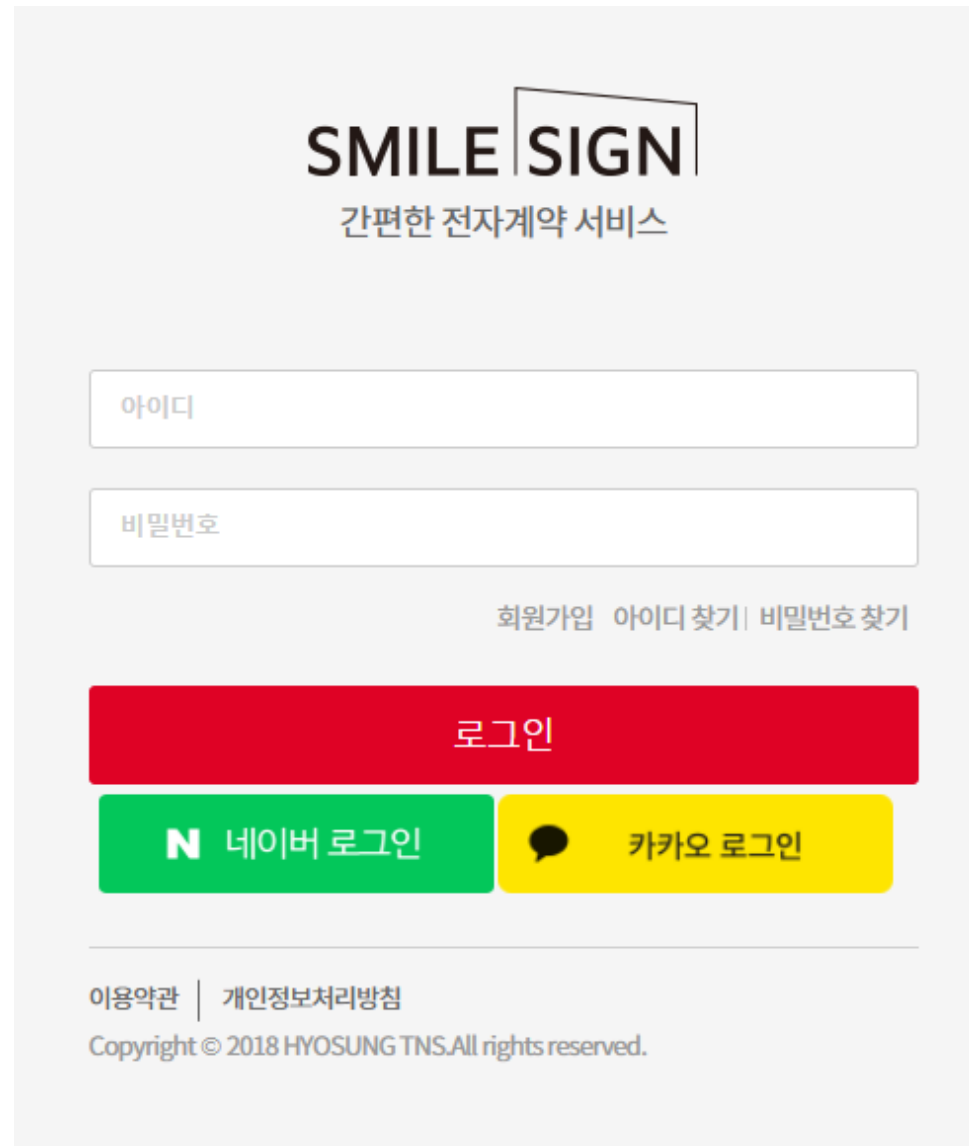 SMILE SIGN
간편한 전자계약 서비스
아이디
비밀번호
회원가입 아이디 찾기| 비밀번호 찾기
로그인
N 네이버 로그인
카카오 로그인
이용약관 | 개인정보처리방침
Copyright © 2018 HYOSUNG TNS.All rights reserved.